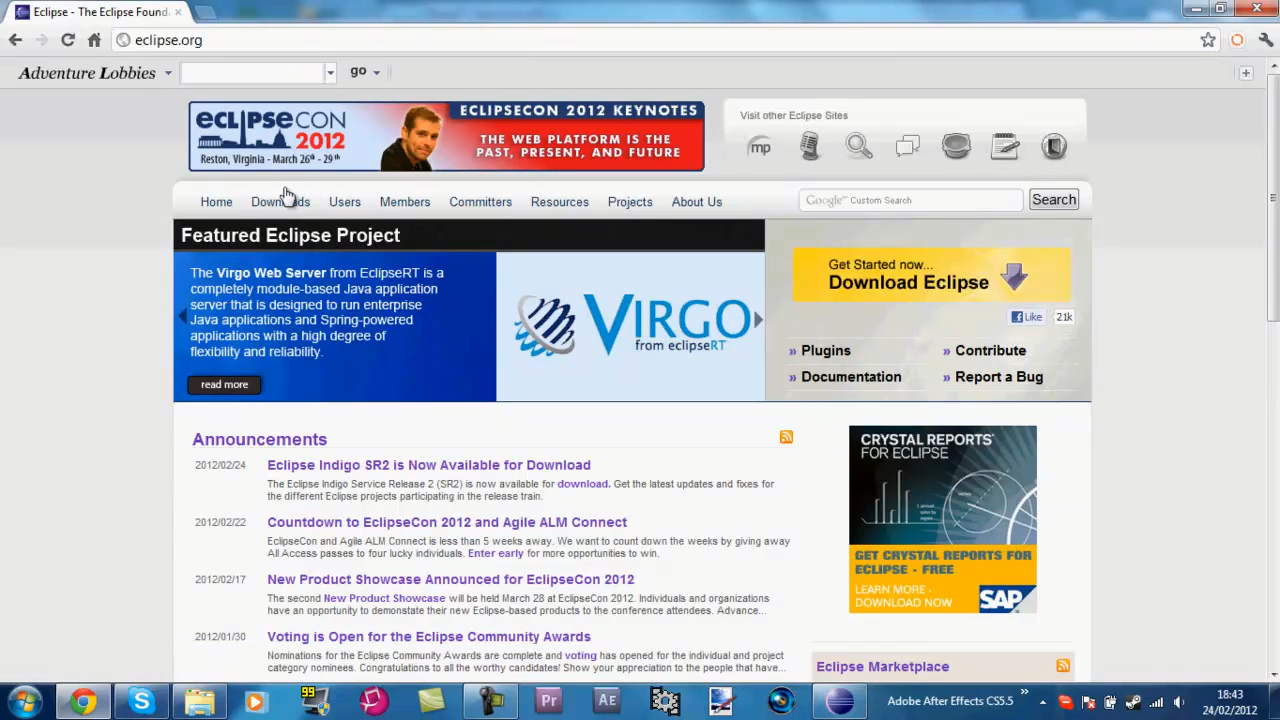 Eclipse - The Eclipse Found
eclipse.org
Adventure Lobbies
go
eclipsecon 2012
Reston, Virginia - March 26th - 29th
ECLIPSECON 2012 KEYNOTES
THE WEB PLATFORM IS THE
PAST, PRESENT, AND FUTURE
Visit other Eclipse Sites
mp
Home Downloads Users Members Committers Resources Projects About Us
Google™ Custom Search
Search
Featured Eclipse Project
The Virgo Web Server from EclipseRT is a
completely module-based Java application
server that is designed to run enterprise
Java applications and Spring-powered
applications with a high degree of
flexibility and reliability.
read more
VIRGO
from eclipseRT
Get Started now...
Download Eclipse
Like 21k
» Plugins » Contribute
» Documentation » Report a Bug
Announcements
2012/02/24 Eclipse Indigo SR2 is Now Available for Download
The Eclipse Indigo Service Release 2 (SR2) is now available for download. Get the latest updates and fixes for
the different Eclipse projects participating in the release train.
2012/02/22 Countdown to EclipseCon 2012 and Agile ALM Connect
EclipseCon and Agile ALM Connect is less than 5 weeks away. We want to count down the weeks by giving away
All Access passes to four lucky individuals. Enter early for more opportunities to win.
2012/02/17 New Product Showcase Announced for EclipseCon 2012
The second New Product Showcase will be held March 28 at EclipseCon 2012. Individuals and organizations
have an opportunity to demostate their new Eclipse-based products to the conference attendees. Advance...
2012/01/30 Voting is Open for the Eclipse Community Awards
Nominations for the Eclipse Community Awards are complete and voting has opened for the individual and project
category nominees. Congratulations to all the worthy candidates! Show your appreciation to the people that have...
CRYSTAL REPORTS®
FOR ECLIPSE
GET CRYSTAL REPORTS FOR
ECLIPSE - FREE
LEARN MORE -
DOWNLOAD NOW
SAP
Eclipse Marketplace
99
Pr
Ae
Adobe After Effects CS5.5
»
18:43
24/02/2012